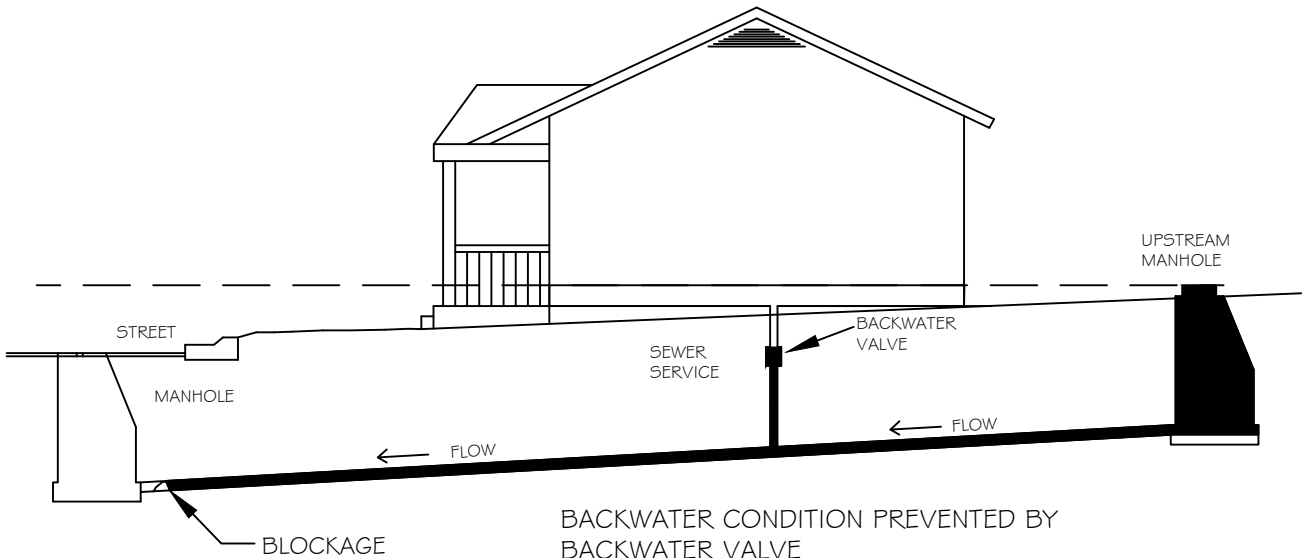 UPSTREAM
MANHOLE
STREET
BACKWATER
VALVE
SEWER
SERVICE
MANHOLE
FLOW
FLOW
BLOCKAGE
BACKWATER CONDITION PREVENTED BY
BACKWATER VALVE